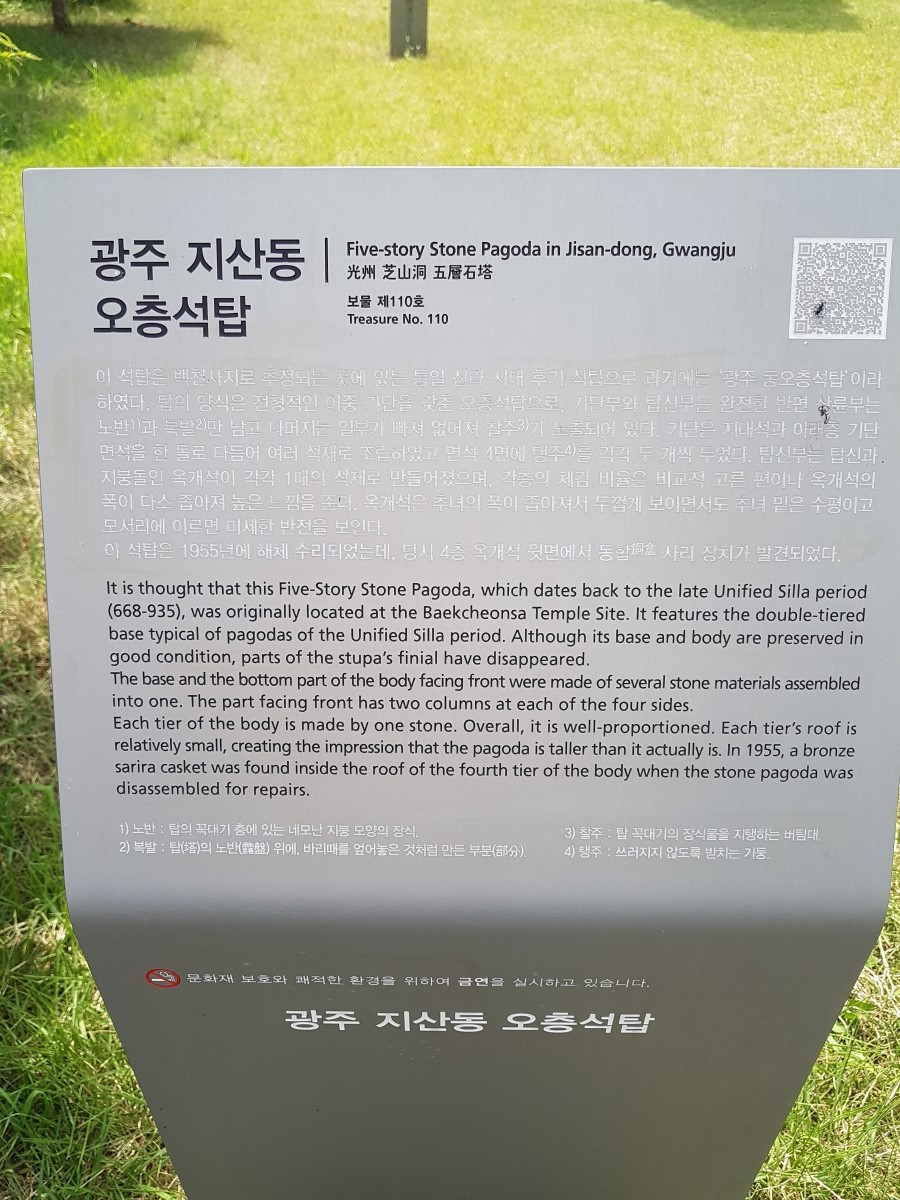 광주 지산동
오층석탑
Five-story Stone Pagoda in Jisan-dong, Gwangju
光州 芝山洞 五層石塔
보물 제110호
Treasure No. 110
이 석탑은 백천사지로 추정되는 곳에 있는 통일 신라 시대 후기 석탑으로 과거에는 '광주 동오층석탑'이라
하였다. 탑의 양식은 전형적인 이중 기단을 갖춘 오층석탑으로, 기단부와 탑신부는 완전한 반면 상륜부는
노반1)과 복발2)만 남고 나머지는 일부가 빠져 없어져 찰주3)가 노출되어 있다. 기단은 지대석과 아래층 기단
면석을 한 돌로 다듬어 여러 석재로 조립하였고 면석 4면에 탱주4)를 각각 두 개씩 두었다. 탑신부는 탑신과
지붕돌인 옥개석이 각각 1매의 석재로 만들어졌으며, 각층의 체감 비율은 비교적 고른 편이나 옥개석의
폭이 다소 좁아져 높은 느낌을 준다. 옥개석은 추녀의 폭이 좁아져서 두껍게 보이면서도 추녀 밑은 수평이고
모서리에 이르면 미세한 반전을 보인다.
이 석탑은 1955년에 해체 수리되었는데, 당시 4층 옥개석 윗면에서 동합銅盒 사리 장치가 발견되었다.
It is thought that this Five-Story Stone Pagoda, which dates back to the late Unified Silla period
(668-935), was originally located at the Baekcheonsa Temple Site. It features the double-tiered
base typical of pagodas of the Unified Silla period. Although its base and body are preserved in
good condition, parts of the stupa's finial have disappeared.
The base and the bottom part of the body facing front were made of several stone materials assembled
into one. The part facing front has two columns at each of the four sides.
Each tier of the body is made by one stone. Overall, it is well-proportioned. Each tier's roof is
relatively small, creating the impression that the pagoda is taller than it actually is. In 1955, a bronze
sarira casket was found inside the roof of the fourth tier of the body when the stone pagoda was
disassembled for repairs.
1) 노반 : 탑의 꼭대기 층에 있는 네모난 지붕 모양의 장식.
2) 복발 : 탑(塔)의 노반(露盤) 위에, 바리때를 엎어놓은 것처럼 만든 부분(部分).
3) 찰주 : 탑 꼭대기의 장식물을 지탱하는 버팀대.
4) 탱주 : 쓰러지지 않도록 받치는 기둥.
문화재 보호와 쾌적한 환경을 위하여 금연을 실시하고 있습니다.
광주 지산동 오층석탑